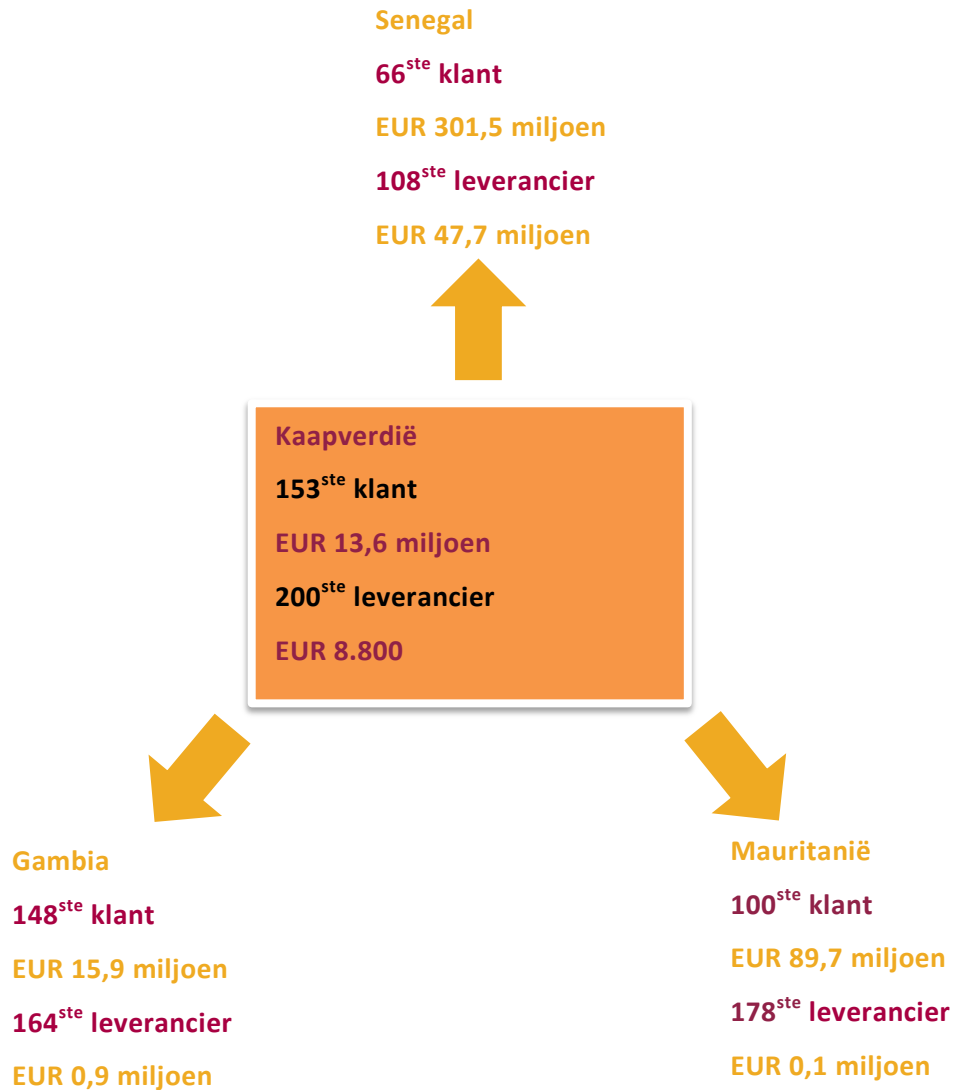 Senegal
66ste klant
EUR 301,5 miljoen
108ste leverancier
EUR 47,7 miljoen
Kaapverdië
153ste klant
EUR 13,6 miljoen
200ste leverancier
EUR 8.800
Gambia
148ste klant
EUR 15,9 miljoen
164ste leverancier
EUR 0,9 miljoen
Mauritanië
100ste klant
EUR 89,7 miljoen
178ste leverancier
EUR 0,1 miljoen